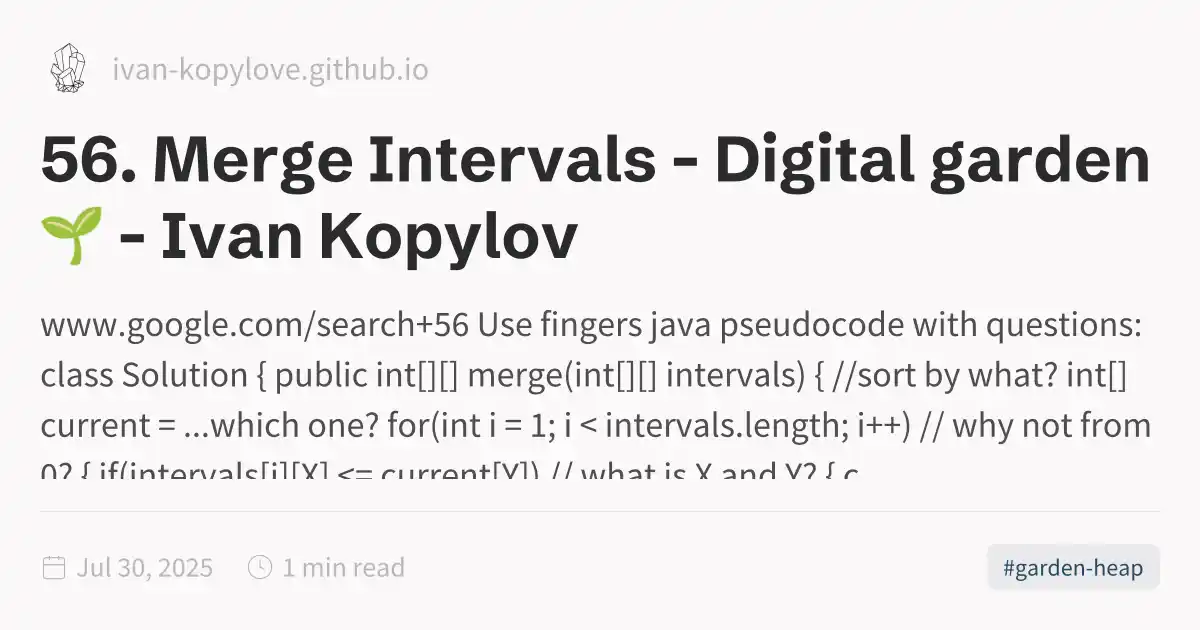 ivan-kopylove.github.io
56. Merge Intervals - Digital garden
🌱 - Ivan Kopylov
www.google.com/search+56 Use fingers java pseudocode with questions:
class Solution { public int[][] merge(int[][] intervals) { //sort by what? int[]
current = ...which one? for(int i = 1; i < intervals.length; i++) // why not from
0? { if(intervals[i][X] <= current[Y]) // what is X and Y? { c
Jul 30, 2025
1 min read
#garden-heap